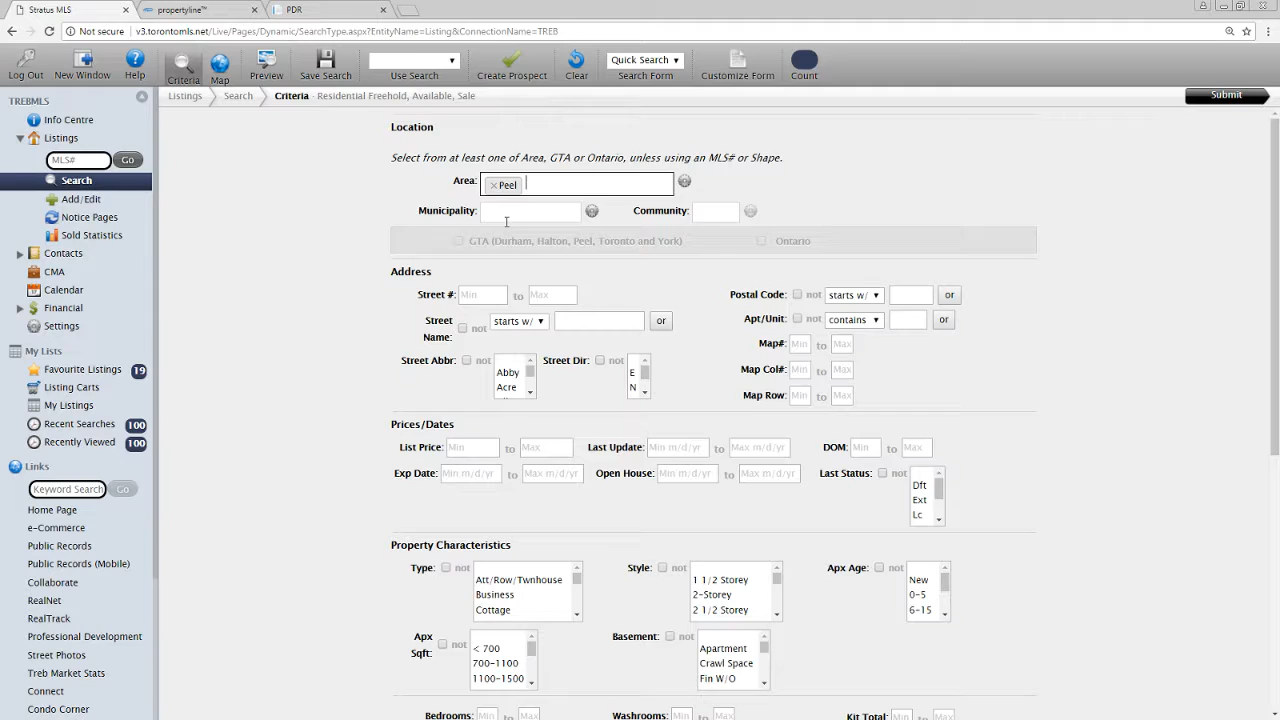 Stratus MLS
propertyline™
PDR
Not secure
v3.torontomls.net/Live/Pages/Dynamic/SearchType.aspx?EntityName=Listing&ConnectionName=TREB
Log Out
New Window
Help
Criteria
Map
Preview
Save Search
Use Search
Create Prospect
Clear
Quick Search
Search Form
Customize Form
Count
TREBMLS
Listings
Search
Criteria - Residential Freehold, Available, Sale
Submit
Info Centre
Listings
MLS#
Go
Search
Add/Edit
Notice Pages
Sold Statistics
Contacts
CMA
Calendar
Financial
Settings
My Lists
Favourite Listings 19
Listing Carts
My Listings
Recent Searches 100
Recently Viewed 100
Links
Keyword Search Go
Home Page
e-Commerce
Public Records
Public Records (Mobile)
Collaborate
RealNet
RealTrack
Professional Development
Street Photos
Treb Market Stats
Connect
Condo Corner
Location
Select from at least one of Area, GTA or Ontario, unless using an MLS# or Shape.
Area: × Peel
Municipality: Community:
GTA (Durham, Halton, Peel, Toronto and York) Ontario
Address
Street #: Min to Max
Postal Code: not starts w/ or
Street Name: not starts w/ or
Apt/Unit: not contains or
Map#: Min to Max
Street Abbr: not Abby Acre
Street Dir: not E N
Map Col#: Min to Max
Map Row: Min to Max
Prices/Dates
List Price: Min to Max Last Update: Min m/d/yr to Max m/d/yr DOM: Min to Max
Exp Date: Min m/d/yr to Max m/d/yr Open House: Min m/d/yr to Max m/d/yr Last Status: not
Dft
Ext
Lc
Property Characteristics
Type: not Style: not Apx Age: not
Att/Row/Twnhouse 1 1/2 Storey New
Business 2-Storey 0-5
Cottage 2 1/2 Storey 6-15
Apx Sqft: not Basement: not
< 700 Apartment
700-1100 Crawl Space
1100-1500 Fin W/O
Bedrooms: Min to Max Washrooms: Min to Max Kit Total: Min to Max